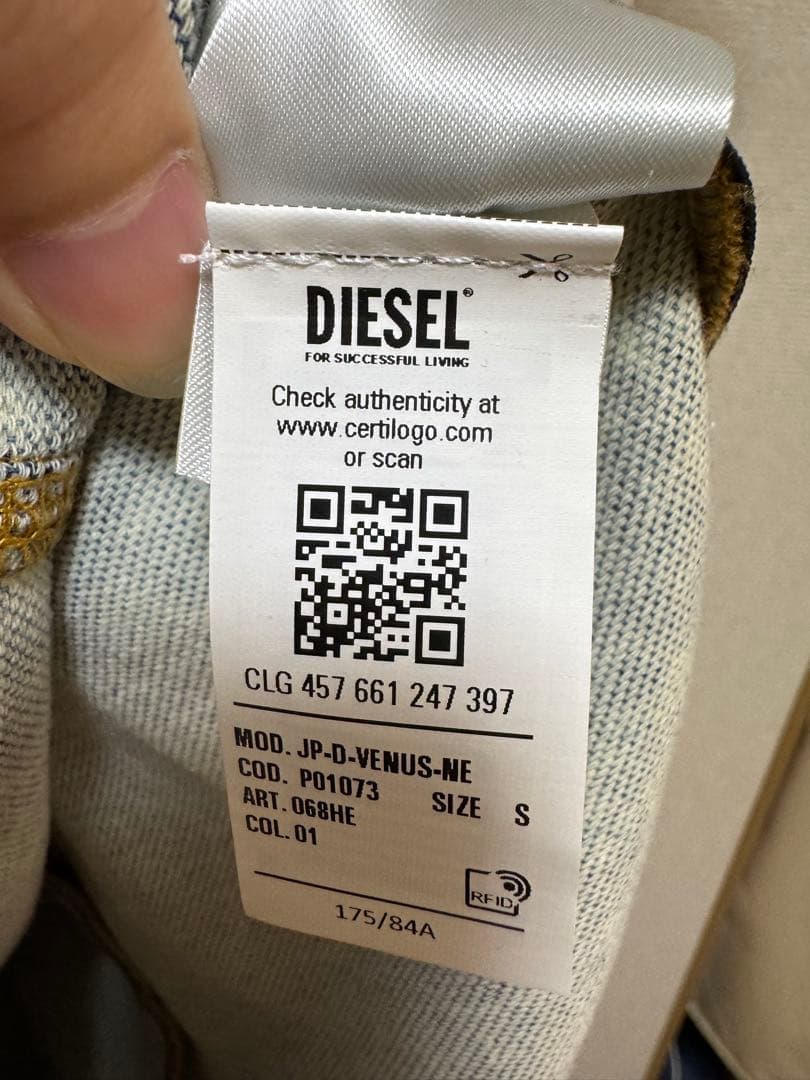 DIESEL®
FOR SUCCESSFUL LIVING
Check authenticity at
www.certilogo.com
or scan
CLG 457 661 247 397
MOD. JP-D-VENUS-NE
COD. P01073
SIZE S
ART. 068HE
COL. 01
RFID
175/84A